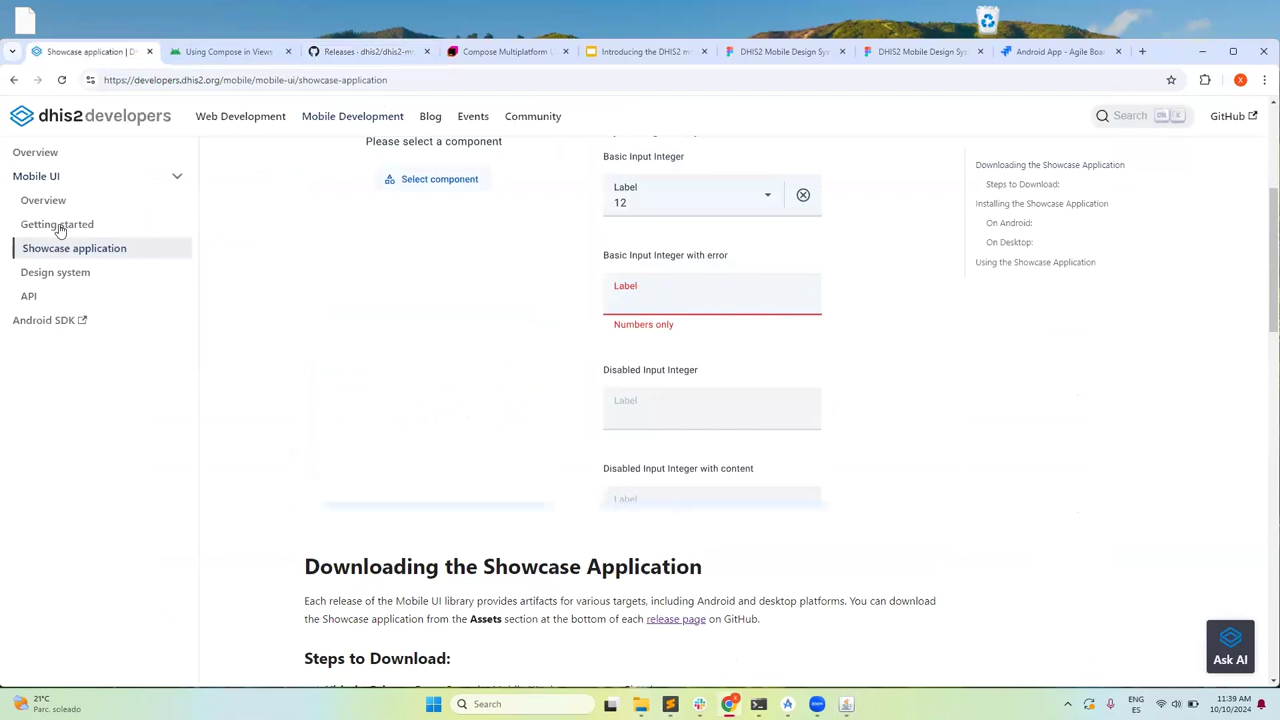 Showcase application | D
Using Compose in Views
Releases · dhis2/dhis2-m
Compose Multiplatform
Introducing the DHIS2 m
DHIS2 Mobile Design Sys
DHIS2 Mobile Design Sys
Android App - Agile Boa
https://developers.dhis2.org/mobile/mobile-ui/showcase-application
dhis2developers
Web Development
Mobile Development
Blog
Events
Community
Search
GitHub
Overview
Mobile UI
Overview
Getting started
Showcase application
Design system
API
Android SDK
Please select a component
Select component
Basic Input Integer
Label
12
Basic Input Integer with error
Label
Numbers only
Disabled Input Integer
Label
Disabled Input Integer with content
Label
Downloading the Showcase Application
Steps to Download:
Installing the Showcase Application
On Android:
On Desktop:
Using the Showcase Application
Downloading the Showcase Application
Each release of the Mobile UI library provides artifacts for various targets, including Android and desktop platforms. You can download
the Showcase application from the Assets section at the bottom of each release page on GitHub.
Steps to Download:
Ask AI
21°C
Parc. soleado
Search
ENG
ES
11:39 AM
10/10/2024